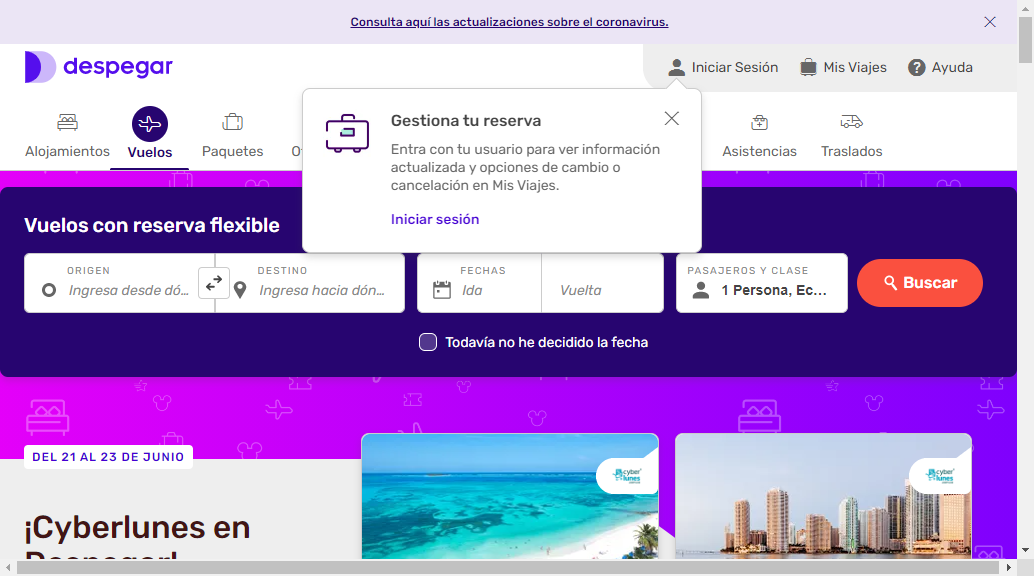 Consulta aquí las actualizaciones sobre el coronavirus.
despegar
Iniciar Sesión
Mis Viajes
Ayuda
Alojamientos
Vuelos
Paquetes
Asistencias
Traslados
Gestiona tu reserva
Entra con tu usuario para ver información
actualizada y opciones de cambio o
cancelación en Mis Viajes.
Iniciar sesión
Vuelos con reserva flexible
ORIGEN
Ingresa desde dó...
DESTINO
Ingresa hacia dón...
FECHAS
Ida
Vuelta
PASAJEROS Y CLASE
1 Persona, Ec...
Buscar
Todavía no he decidido la fecha
DEL 21 AL 23 DE JUNIO
cyber
lunes
cyber
lunes
¡Cyberlunes en
Despegar!